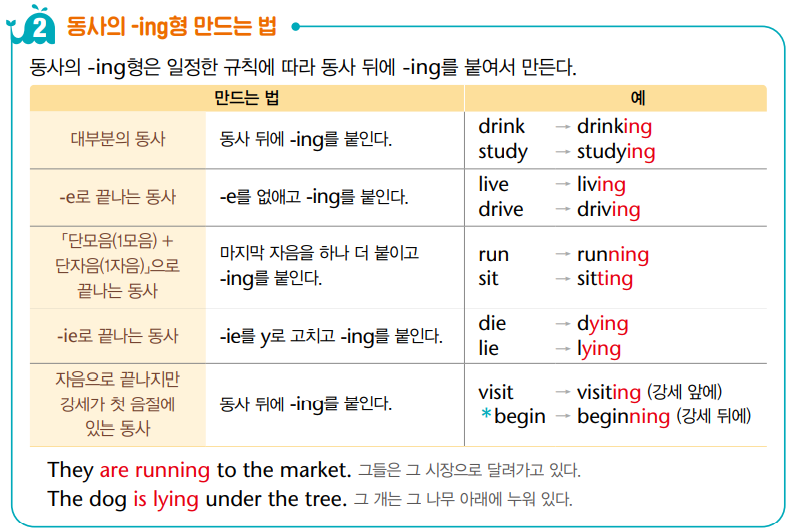 2 동사의 -ing형 만드는 법
동사의 -ing형은 일정한 규칙에 따라 동사 뒤에 -ing를 붙여서 만든다.
만드는 법 예
대부분의 동사 동사 뒤에 -ing를 붙인다. drink → drinking
study → studying
-e로 끝나는 동사 -e를 없애고 -ing를 붙인다. live → living
drive → driving
「단모음(1모음) +
단자음(1자음)」으로
끝나는 동사
마지막 자음을 하나 더 붙이고
-ing를 붙인다.
run → running
sit → sitting
-ie로 끝나는 동사 -ie를 y로 고치고 -ing를 붙인다. die → dying
lie → lying
자음으로 끝나지만
강세가 첫 음절에
있는 동사
동사 뒤에 -ing를 붙인다.
visit → visiting (강세 앞에)
*begin → beginning (강세 뒤에)
They are running to the market. 그들은 그 시장으로 달려가고 있다.
The dog is lying under the tree. 그 개는 그 나무 아래에 누워 있다.